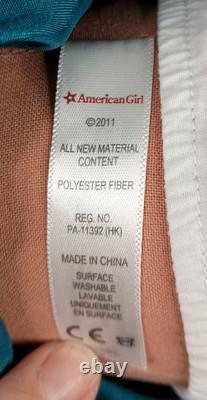 American Girl
©2011
ALL NEW MATERIAL
CONTENT
POLYESTER FIBER
REG. NO.
PA-11392 (HK)
MADE IN CHINA
SURFACE
WASHABLE
LAVABLE
UNIQUEMENT
EN SURFACE
CE
ebay